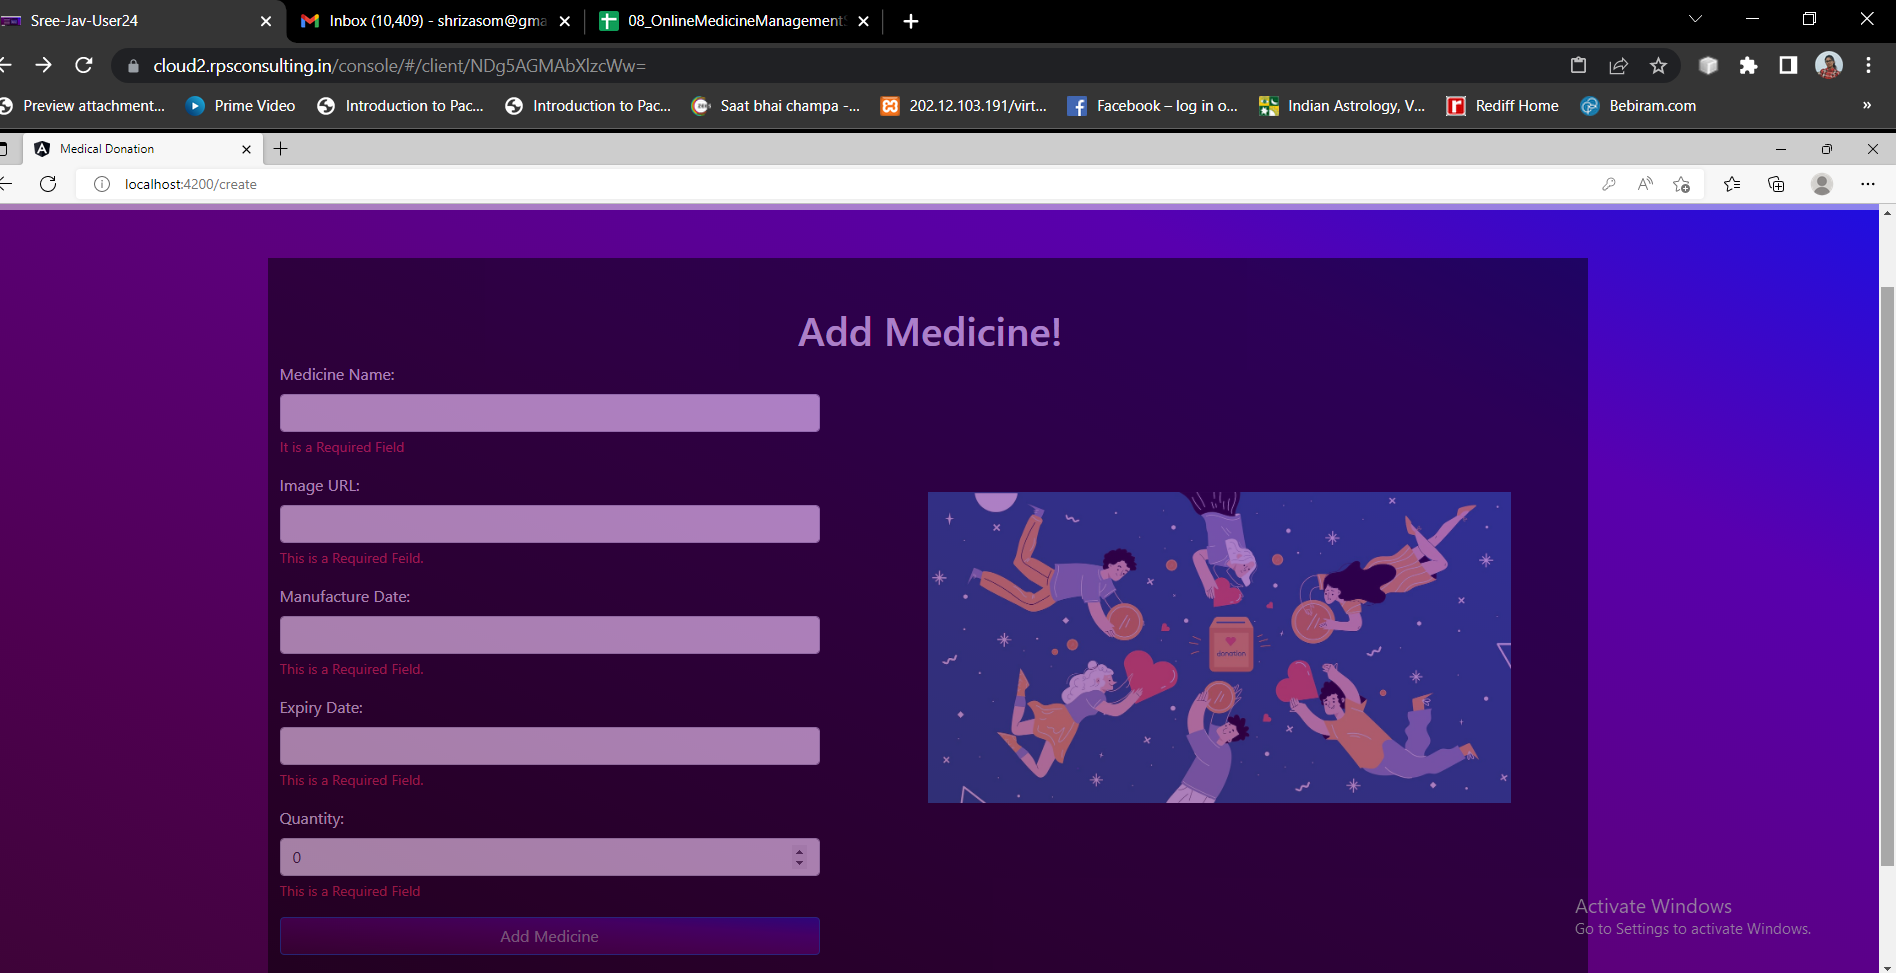 Sree-Jav-User24
Inbox (10,409) - shrizasom@gma
08_OnlineMedicineManagement
cloud2.rpsconsulting.in/console/#/client/NDg5AGMAbXlzcWw=
Preview attachment...
Prime Video
Introduction to Pac...
Introduction to Pac...
Saat bhai champa -...
202.12.103.191/virt...
Facebook – log in o...
Indian Astrology, V...
Rediff Home
Bebiram.com
»
Medical Donation
localhost:4200/create
Add Medicine!
Medicine Name:
It is a Required Field
Image URL:
This is a Required Feild.
Manufacture Date:
This is a Required Field.
Expiry Date:
This is a Required Field.
Quantity:
0
This is a Required Field
Add Medicine
donation
Activate Windows
Go to Settings to activate Windows.